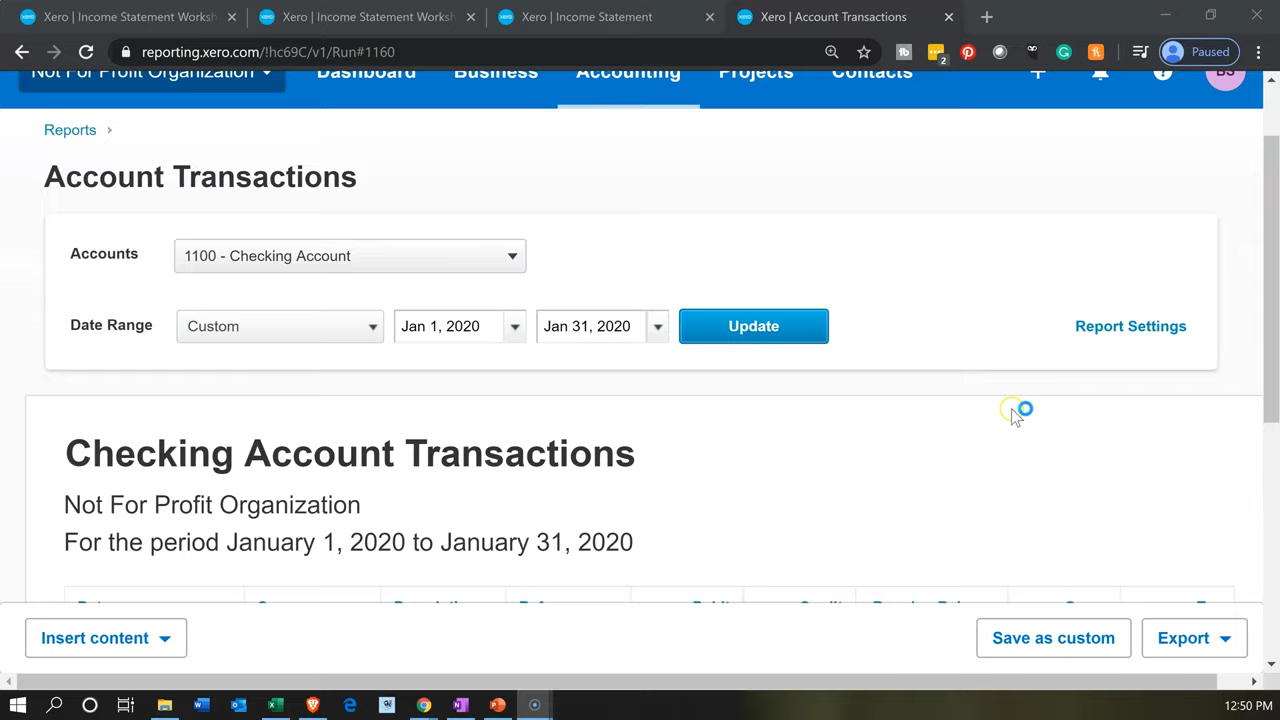 Xero | Income Statement Worksh
Xero | Income Statement Worksh
Xero | Income Statement
Xero | Account Transactions
reporting.xero.com/!hc69C/v1/Run#1160
2
Paused
Not For Profit Organization
Dashboard
Business
Accounting
Projects
Contacts
BS
Reports
Account Transactions
Accounts
1100 - Checking Account
Date Range
Custom
Jan 1, 2020
Jan 31, 2020
Update
Report Settings
Checking Account Transactions
Not For Profit Organization
For the period January 1, 2020 to January 31, 2020
Insert content
Save as custom
Export
12:50 PM